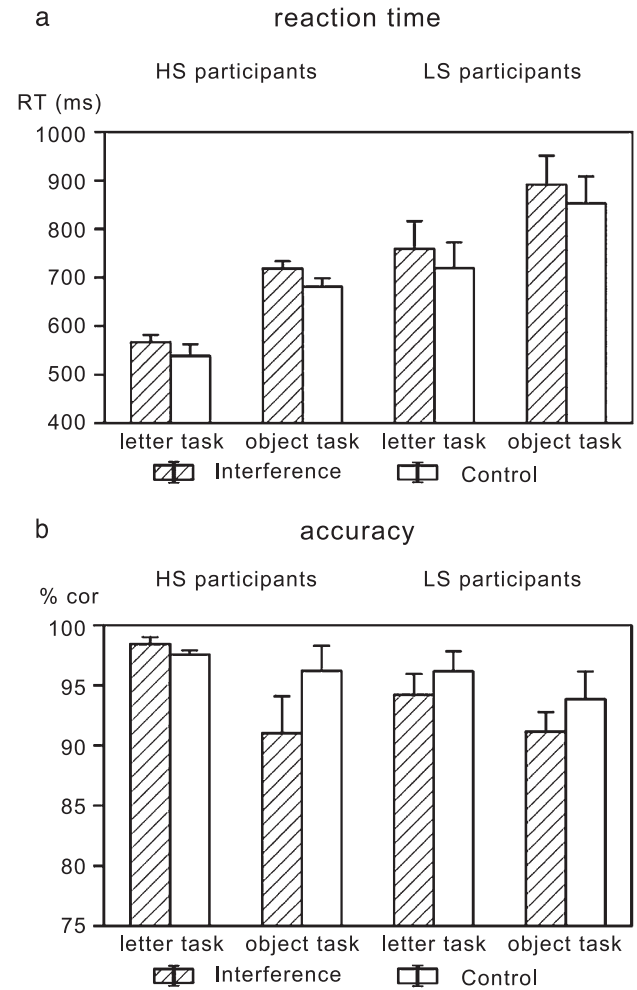 a
reaction time
HS participants LS participants
RT (ms)
1000
900
800
700
600
500
400
letter task object task letter task object task
Interference Control
b
accuracy
HS participants LS participants
% cor
100
95
90
85
80
75
letter task object task letter task object task
Interference Control